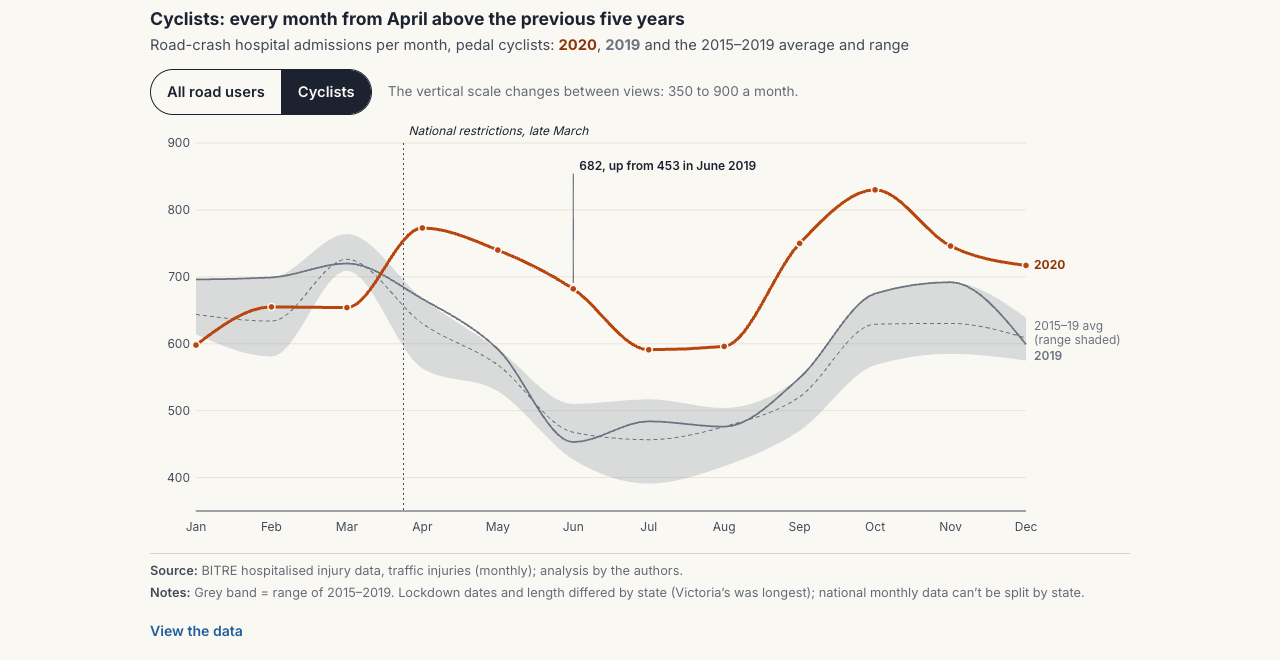 Cyclists: every month from April above the previous five years
Road-crash hospital admissions per month, pedal cyclists: 2020, 2019 and the 2015–2019 average and range
All road users
Cyclists
The vertical scale changes between views: 350 to 900 a month.
National restrictions, late March
900
682, up from 453 in June 2019
800
700
2020
600
2015–19 avg
(range shaded)
2019
500
400
Jan Feb Mar Apr May Jun Jul Aug Sep Oct Nov Dec
Source: BITRE hospitalised injury data, traffic injuries (monthly); analysis by the authors.
Notes: Grey band = range of 2015–2019. Lockdown dates and length differed by state (Victoria’s was longest); national monthly data can’t be split by state.
View the data